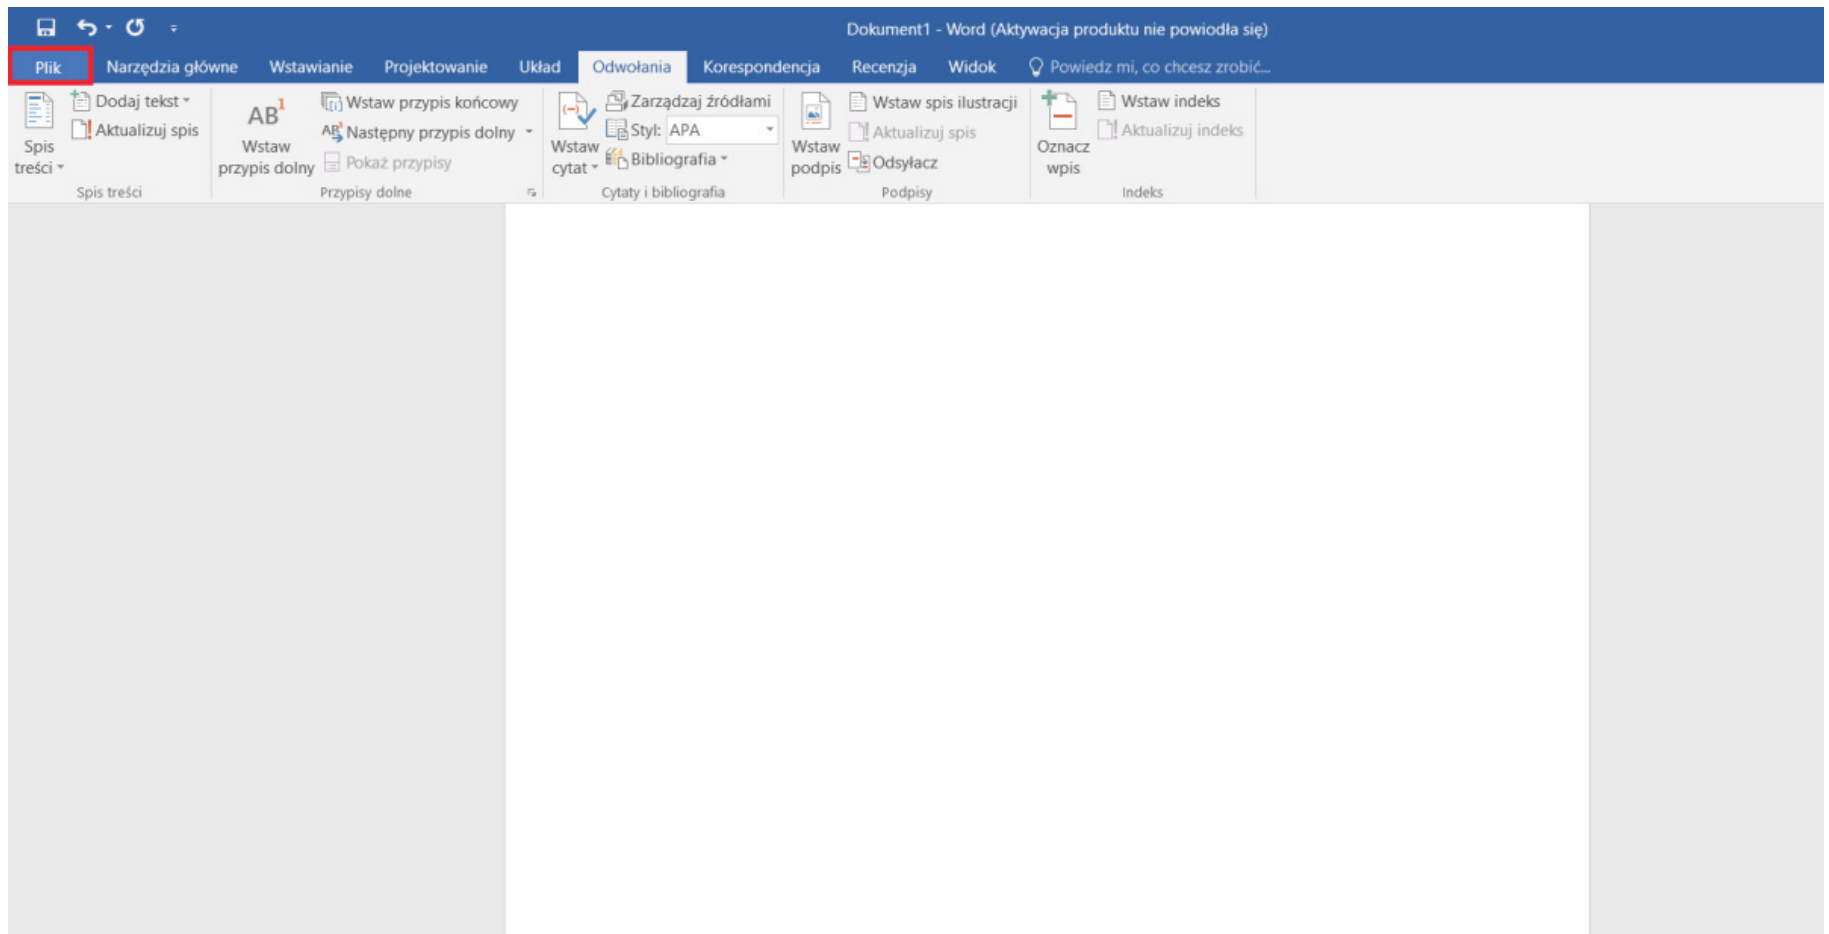 Dokument1 - Word (Aktywacja produktu nie powiodła się)
Plik Narzędzia główne Wstawianie Projektowanie Układ Odwołania Korespondencja Recenzja Widok Powiedz mi, co chcesz zrobić...
Spis treści
Dodaj tekst
Aktualizuj spis
Spis treści
AB1
Wstaw
przypis dolny
Wstaw przypis końcowy
Następny przypis dolny
Pokaż przypisy
Przypisy dolne
Wstaw
cytat
Zarządzaj źródłami
Styl: APA
Bibliografia
Cytaty i bibliografia
Wstaw
podpis
Wstaw spis ilustracji
Aktualizuj spis
Odsyłacz
Podpisy
Oznacz
wpis
Wstaw indeks
Aktualizuj indeks
Indeks